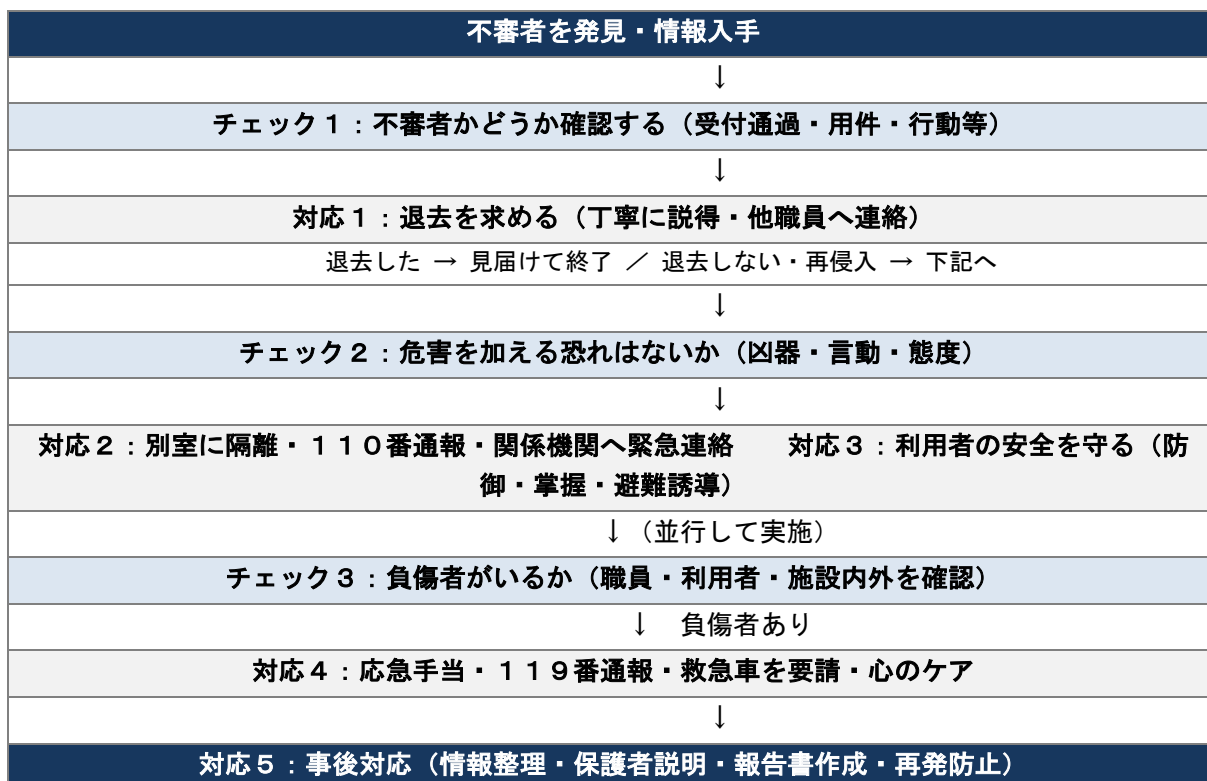 不審者を発見・情報入手
↓
チェック１：不審者かどうか確認する（受付通過・用件・行動等）
↓
対応１：退去を求める（丁寧に説得・他職員へ連絡）
退去した → 見届けて終了 ／ 退去しない・再侵入 → 下記へ
↓
チェック２：危害を加える恐れはないか（凶器・言動・態度）
↓
対応２：別室に隔離・１１０番通報・関係機関へ緊急連絡　　対応３：利用者の安全を守る（防
御・掌握・避難誘導）
↓（並行して実施）
チェック３：負傷者がいるか（職員・利用者・施設内外を確認）
↓　負傷者あり
対応４：応急手当・１１９番通報・救急車を要請・心のケア
↓
対応５：事後対応（情報整理・保護者説明・報告書作成・再発防止）